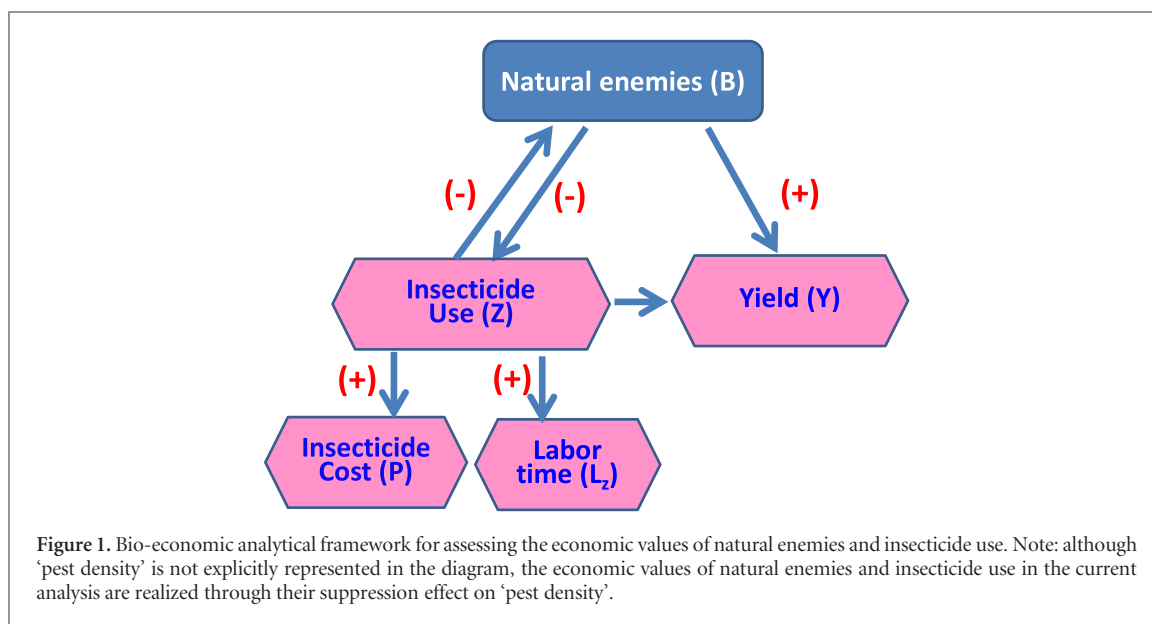 Natural enemies (B)
(-)
(-)
(+)
Insecticide
Use (Z)
Yield (Y)
(+)
(+)
Insecticide
Cost (P)
Labor
time (Lz)
Figure 1. Bio-economic analytical framework for assessing the economic values of natural enemies and insecticide use. Note: although
‘pest density’ is not explicitly represented in the diagram, the economic values of natural enemies and insecticide use in the current
analysis are realized through their suppression effect on ‘pest density’.